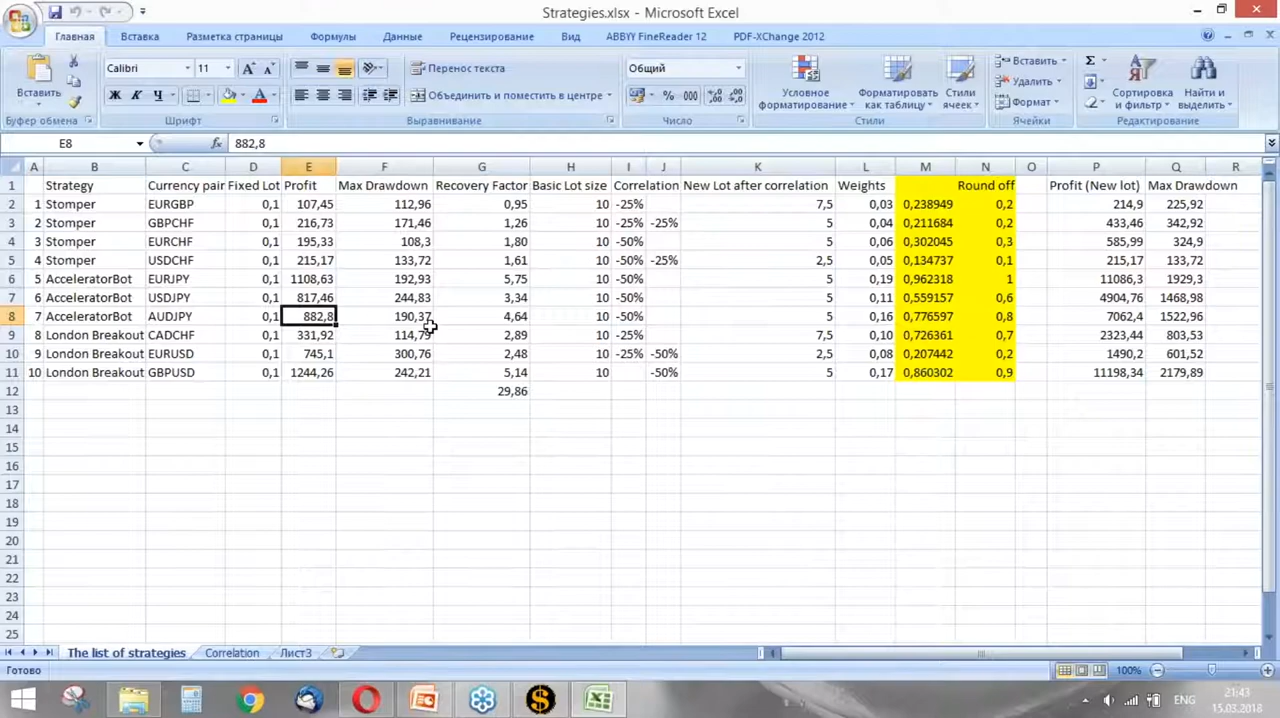 Strategies.xlsx - Microsoft Excel
Главная Вставка Разметка страницы Формулы Данные Рецензирование Вид ABBYY FineReader 12 PDF-XChange 2012
Вставить
Буфер обмена
Calibri 11
Ж К Ч
Шрифт
Перенос текста
Объединить и поместить в центре
Выравнивание
Общий
% 000
Число
Условное форматирование
Форматировать как таблицу
Стили ячеек
Стили
Вставить
Удалить
Формат
Ячейки
Σ
Сортировка и фильтр
Найти и выделить
Редактирование
E8 fx 882,8
A B C D E F G H I J K L M N O P Q R
1 Strategy Currency pair Fixed Lot Profit Max Drawdown Recovery Factor Basic Lot size Correlation New Lot after correlation Weights Round off Profit (New lot) Max Drawdown
2 1 Stomper EURGBP 0,1 107,45 112,96 0,95 10 -25% 7,5 0,03 0,238949 0,2 214,9 225,92
3 2 Stomper GBPCHF 0,1 216,73 171,46 1,26 10 -25% -25% 5 0,04 0,211684 0,2 433,46 342,92
4 3 Stomper EURCHF 0,1 195,33 108,3 1,80 10 -50% 5 0,06 0,302045 0,3 585,99 324,9
5 4 Stomper USDCHF 0,1 215,17 133,72 1,61 10 -50% -25% 2,5 0,05 0,134737 0,1 215,17 133,72
6 5 AcceleratorBot EURJPY 0,1 1108,63 192,93 5,75 10 -50% 5 0,19 0,962318 1 11086,3 1929,3
7 6 AcceleratorBot USDJPY 0,1 817,46 244,83 3,34 10 -50% 5 0,11 0,559157 0,6 4904,76 1468,98
8 7 AcceleratorBot AUDJPY 0,1 882,8 190,37 4,64 10 -50% 5 0,16 0,776597 0,8 7062,4 1522,96
9 8 London Breakout CADCHF 0,1 331,92 114,79 2,89 10 -25% 7,5 0,10 0,726361 0,7 2323,44 803,53
10 9 London Breakout EURUSD 0,1 745,1 300,76 2,48 10 -25% -50% 2,5 0,08 0,207442 0,2 1490,2 601,52
11 10 London Breakout GBPUSD 0,1 1244,26 242,21 5,14 10 -50% 5 0,17 0,860302 0,9 11198,34 2179,89
12 29,86
13
14
15
16
17
18
19
20
21
22
23
24
25
The list of strategies Correlation Лист3
Готово 100%
ENG 21:43
15.03.2018